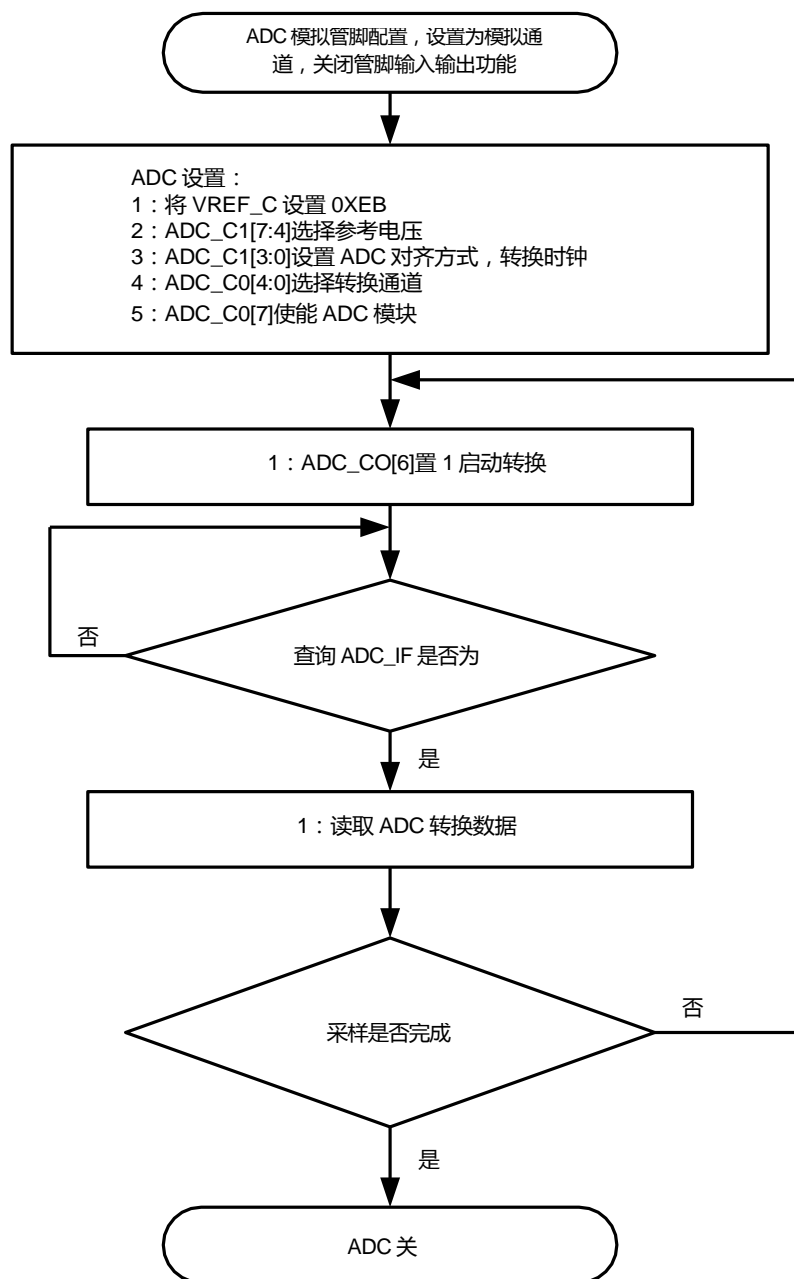 ADC 模拟管脚配置，设置为模拟通
道，关闭管脚输入输出功能
ADC 设置：
1：将 VREF_C 设置 0XEB
2：ADC_C1[7:4]选择参考电压
3：ADC_C1[3:0]设置 ADC 对齐方式，转换时钟
4：ADC_C0[4:0]选择转换通道
5：ADC_C0[7]使能 ADC 模块
1：ADC_CO[6]置 1 启动转换
否
查询 ADC_IF 是否为
是
1：读取 ADC 转换数据
采样是否完成
否
是
ADC 关